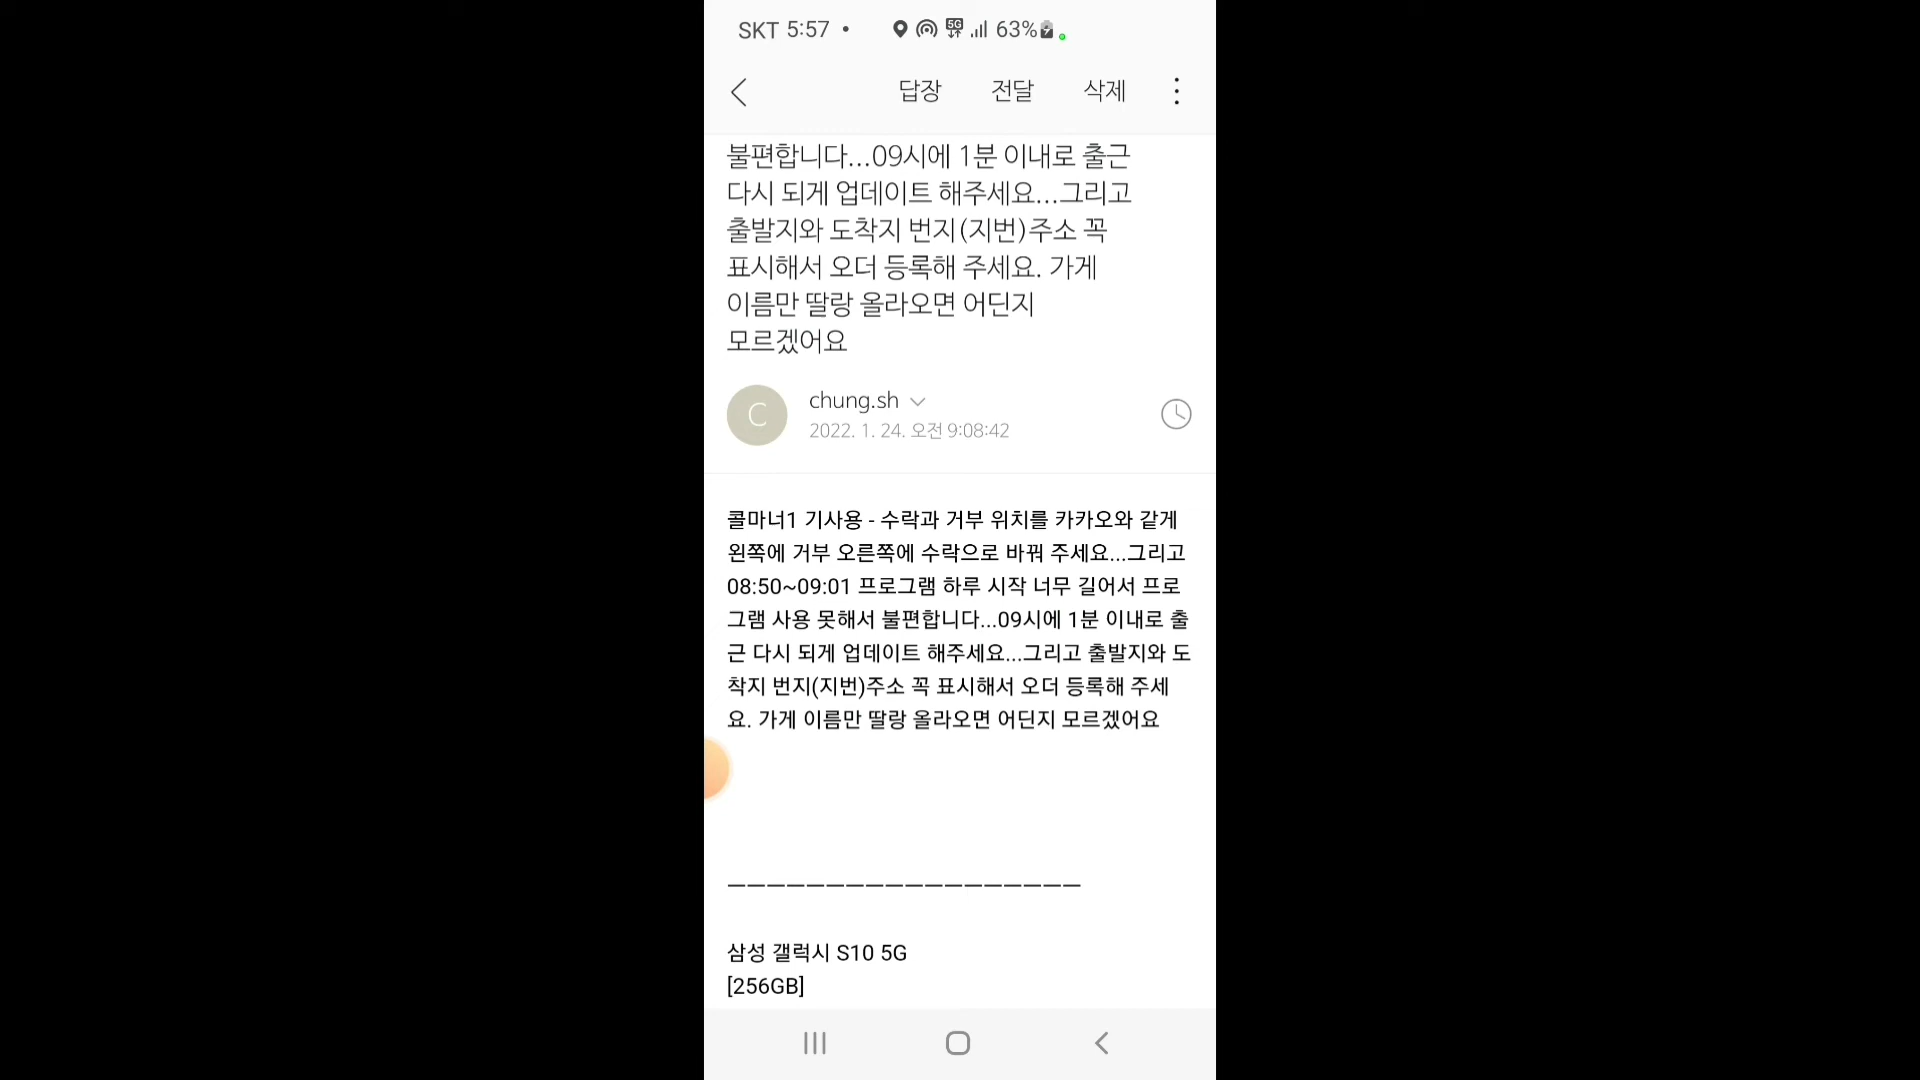 SKT 5:57 • 5G 63%
답장 전달 삭제
불편합니다...09시에 1분 이내로 출근
다시 되게 업데이트 해주세요...그리고
출발지와 도착지 번지(지번)주소 꼭
표시해서 오더 등록해 주세요. 가게
이름만 딸랑 올라오면 어딘지
모르겠어요
C
chung.sh
2022. 1. 24. 오전 9:08:42
콜마너1 기사용 - 수락과 거부 위치를 카카오와 같게
왼쪽에 거부 오른쪽에 수락으로 바꿔 주세요...그리고
08:50~09:01 프로그램 하루 시작 너무 길어서 프로
그램 사용 못해서 불편합니다...09시에 1분 이내로 출
근 다시 되게 업데이트 해주세요...그리고 출발지와 도
착지 번지(지번)주소 꼭 표시해서 오더 등록해 주세
요. 가게 이름만 딸랑 올라오면 어딘지 모르겠어요
ㅡㅡㅡㅡㅡㅡㅡㅡㅡㅡㅡㅡㅡㅡㅡㅡㅡㅡ
삼성 갤럭시 S10 5G
[256GB]